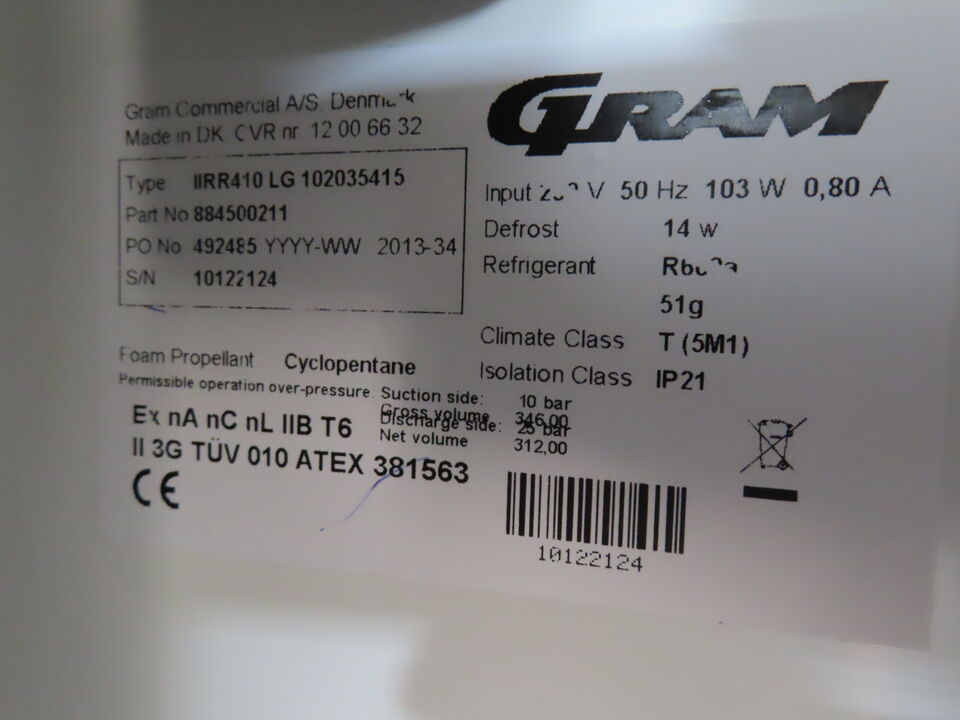 Gram Commercial A/S, Denmark
Made in DK CVR nr 12 00 66 32
GRAM
Type IIRR410 LG 102035415
Part No 884500211
PO No 492485 YYYY-WW 2013-34
S/N 10122124
Input V 50 Hz 103 W 0,80 A
Defrost 14 w
Refrigerant
51g
Climate Class T (5M1)
Isolation Class IP21
Foam Propellant Cyclopentane
Permissible operation over-pressure. Suction side: 10 bar
Gross volume 346,00
Discharge side: 25 bar
Net volume 312,00
Ex nA nC nL IIB T6
II 3G TÜV 010 ATEX 381563
CE
10122124